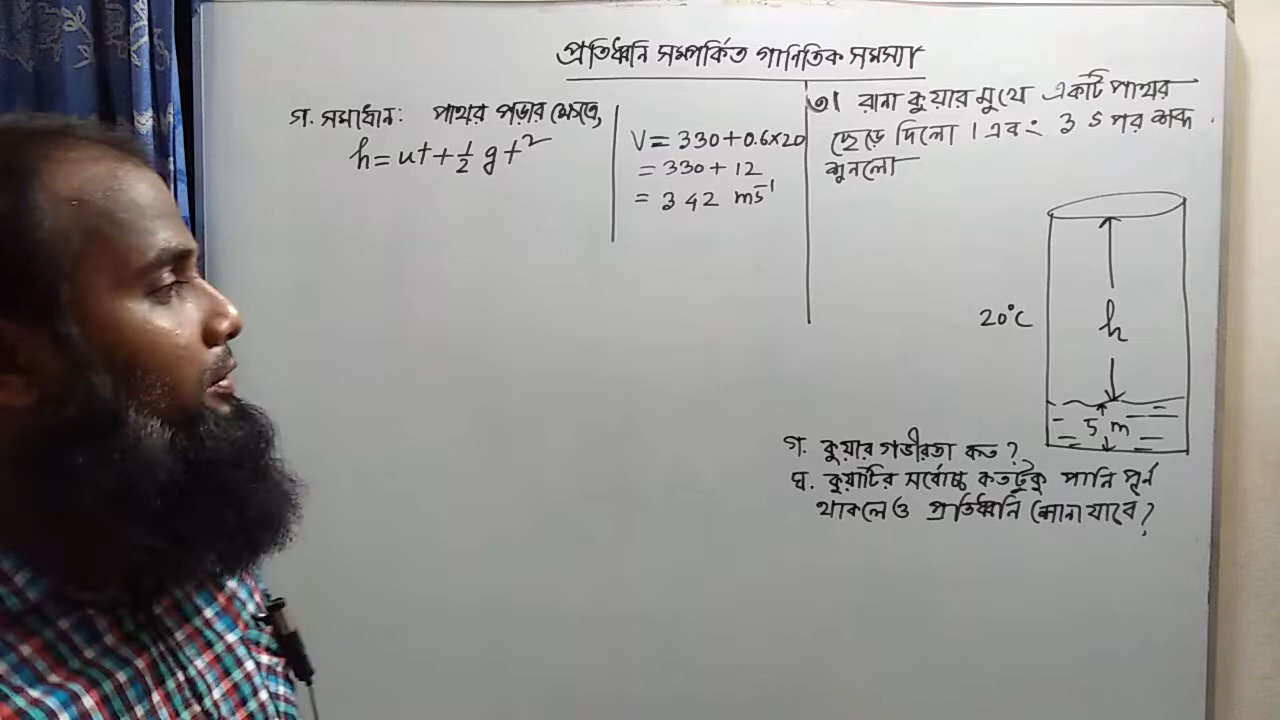 প্রতিধ্বনি সম্পর্কিত গানিতিক সমস্যা
গ. সমাধান: পাথর পড়ার ক্ষেত্রে,
h = ut + ½ gt²
V = 330 + 0.6×20
= 330 + 12
= 342 ms⁻¹
৩। রানা কুয়ার মুখে একটি পাথর
ছেড়ে দিলো। এবং 3 s পর শব্দ
শুনলো
20°C
h
5 m
গ. কুয়ার গভীরতা কত?
ঘ. কুয়াটির সর্বোচ্চ কতটুকু পানি পূর্ন
থাকলেও প্রতিধ্বনি শোনা যাবে?